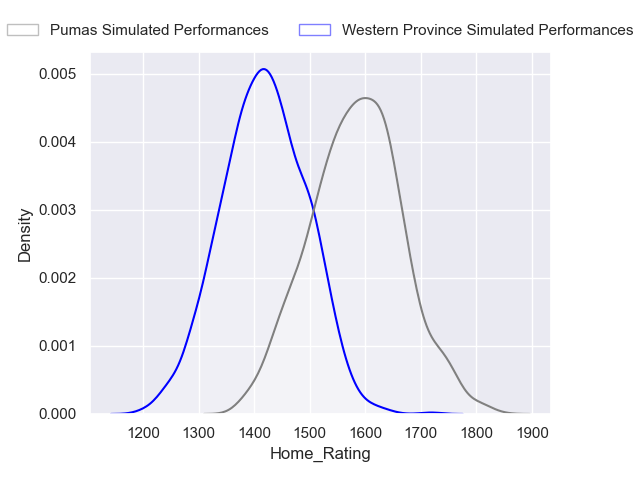 Pumas Simulated Performances
Western Province Simulated Performances
0.005
0.004
0.003
0.002
0.001
0.000
Density
1200 1300 1400 1500 1600 1700 1800 1900
Home_Rating